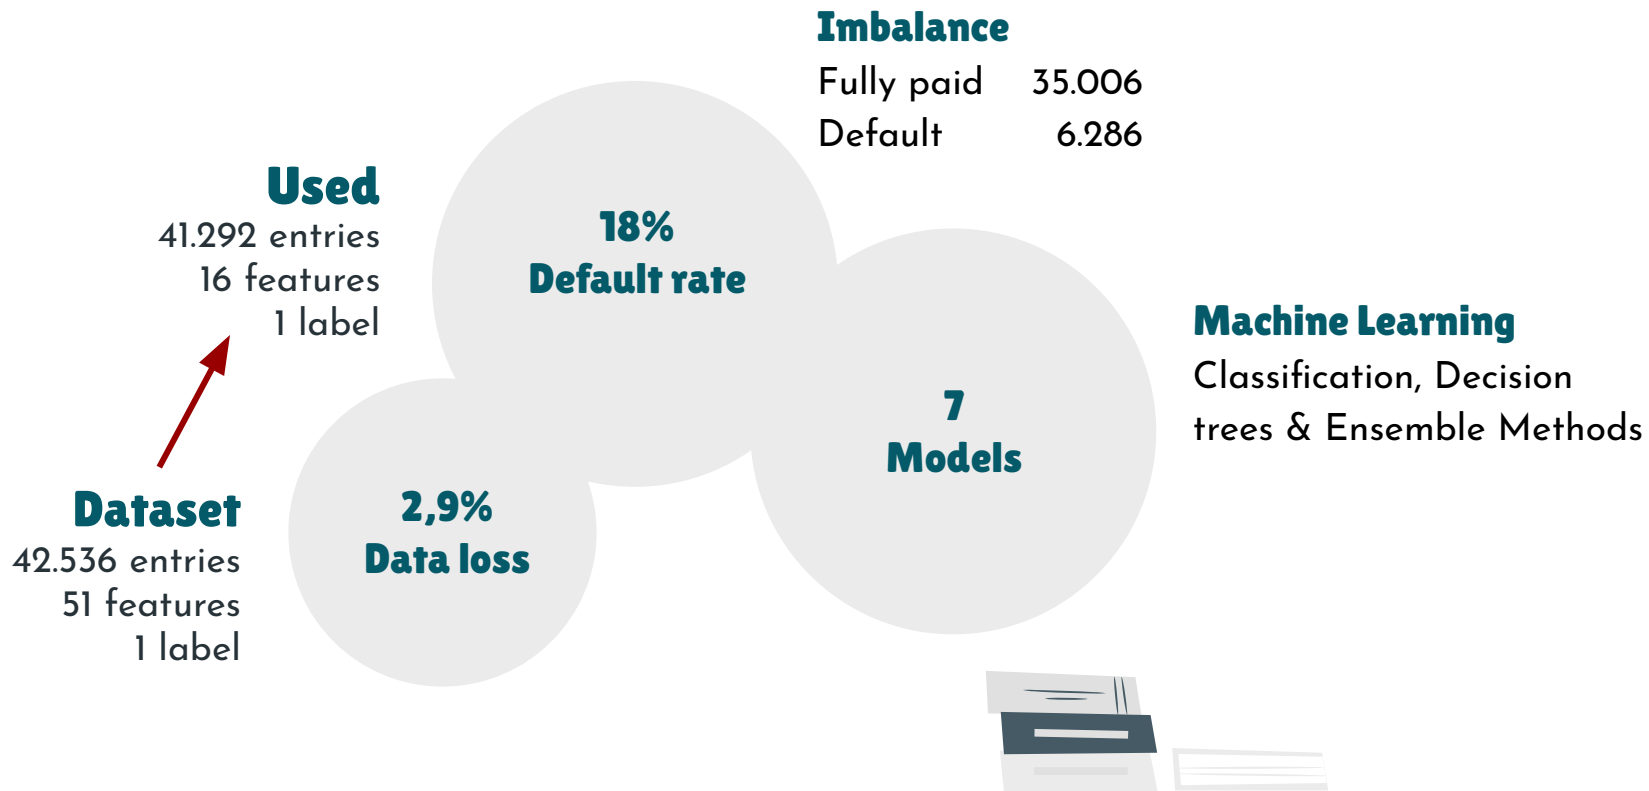 Imbalance
Fully paid 35.006
Default 6.286
Used
41.292 entries
16 features
1 label
18%
Default rate
Machine Learning
Classification, Decision
trees & Ensemble Methods
7
Models
Dataset
42.536 entries
51 features
1 label
2,9%
Data loss